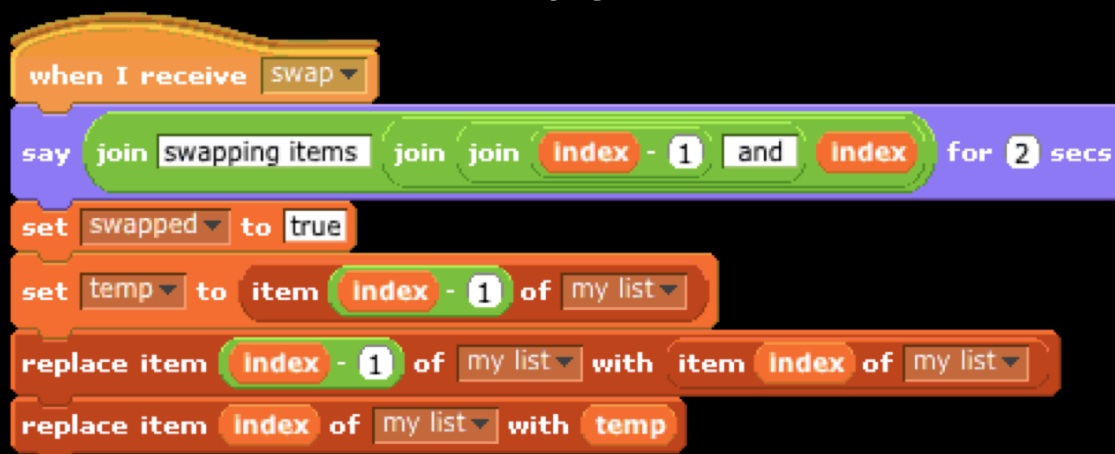 when I receive swap
say join swapping items join join index - 1 and index for 2 secs
set swapped to true
set temp to item index - 1 of my list
replace item index - 1 of my list with item index of my list
replace item index of my list with temp